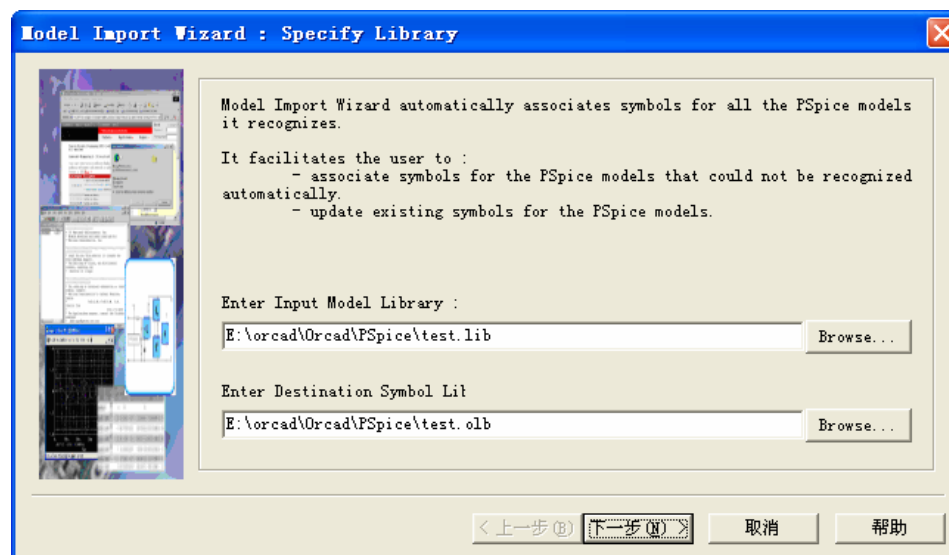 Model Import Wizard : Specify Library
Model Import Wizard automatically associates symbols for all the PSpice models
it recognizes.
It facilitates the user to :
- associate symbols for the PSpice models that could not be recognized
automatically.
- update existing symbols for the PSpice models.
Enter Input Model Library :
E:\orcad\Orcad\PSpice\test.lib
Browse...
Enter Destination Symbol Lib
E:\orcad\Orcad\PSpice\test.olb
Browse...
< 上一步(B)
下一步(N) >
取消
帮助